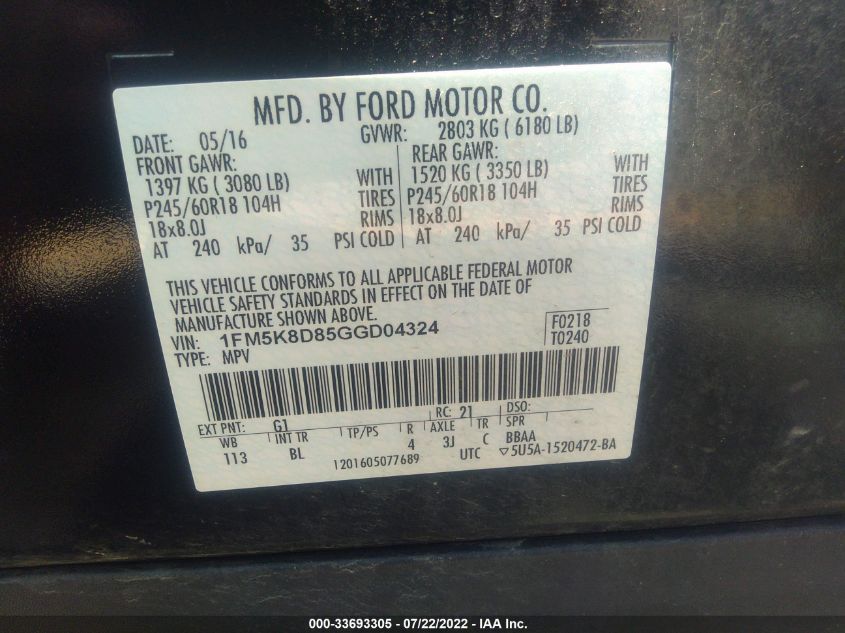 MFD. BY FORD MOTOR CO.
DATE: 05/16 GVWR: 2803 KG ( 6180 LB)
FRONT GAWR: REAR GAWR:
1397 KG ( 3080 LB) WITH 1520 KG ( 3350 LB) WITH
P245/60R18 104H TIRES P245/60R18 104H TIRES
18x8.0J RIMS 18x8.0J RIMS
AT 240 kPa/ 35 PSI COLD AT 240 kPa/ 35 PSI COLD
THIS VEHICLE CONFORMS TO ALL APPLICABLE FEDERAL MOTOR
VEHICLE SAFETY STANDARDS IN EFFECT ON THE DATE OF
MANUFACTURE SHOWN ABOVE.
VIN: 1FM5K8D85GGD04324 F0218
TYPE: MPV T0240
EXT PNT: G1 RC: 21 DSO:
WB INT TR TP/PS R AXLE TR SPR
113 BL 4 3J C BBAA
1201605077689 UTC ▽5U5A-1520472-BA
000-33693305 / 07/22/2022 - IAA Inc.